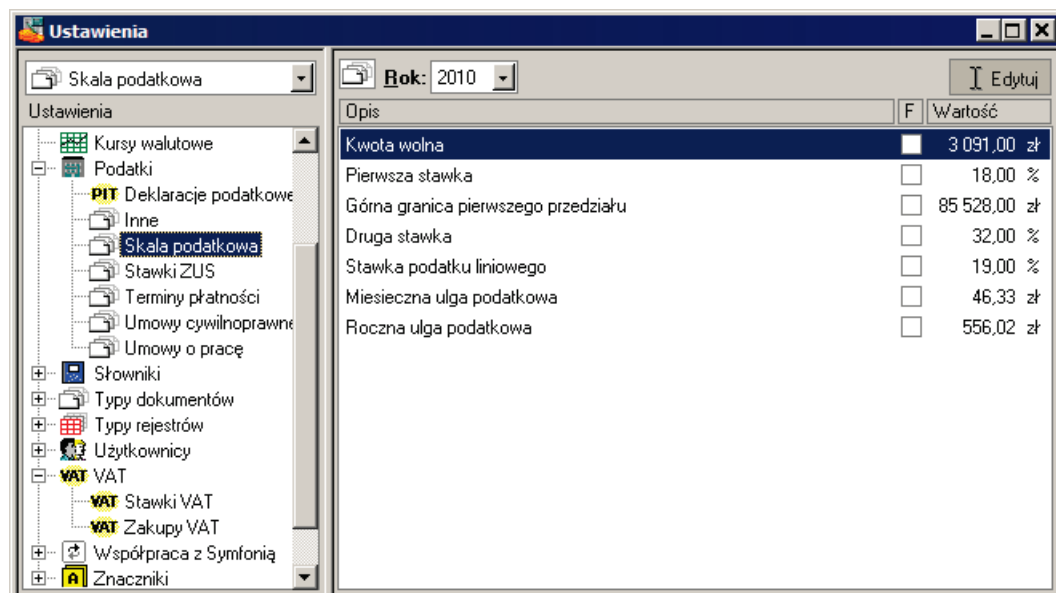 Ustawienia
Skala podatkowa
Ustawienia
Kursy walutowe
Podatki
PIT Deklaracje podatkowe
Inne
Skala podatkowa
Stawki ZUS
Terminy płatności
Umowy cywilnoprawne
Umowy o pracę
Słowniki
Typy dokumentów
Typy rejestrów
Użytkownicy
VAT VAT
VAT Stawki VAT
VAT Zakupy VAT
Współpraca z Symfonią
A Znaczniki
Rok: 2010 Edytuj
Opis F Wartość
Kwota wolna 3 091,00 zł
Pierwsza stawka 18,00 %
Górna granica pierwszego przedziału 85 528,00 zł
Druga stawka 32,00 %
Stawka podatku liniowego 19,00 %
Miesieczna ulga podatkowa 46,33 zł
Roczna ulga podatkowa 556,02 zł